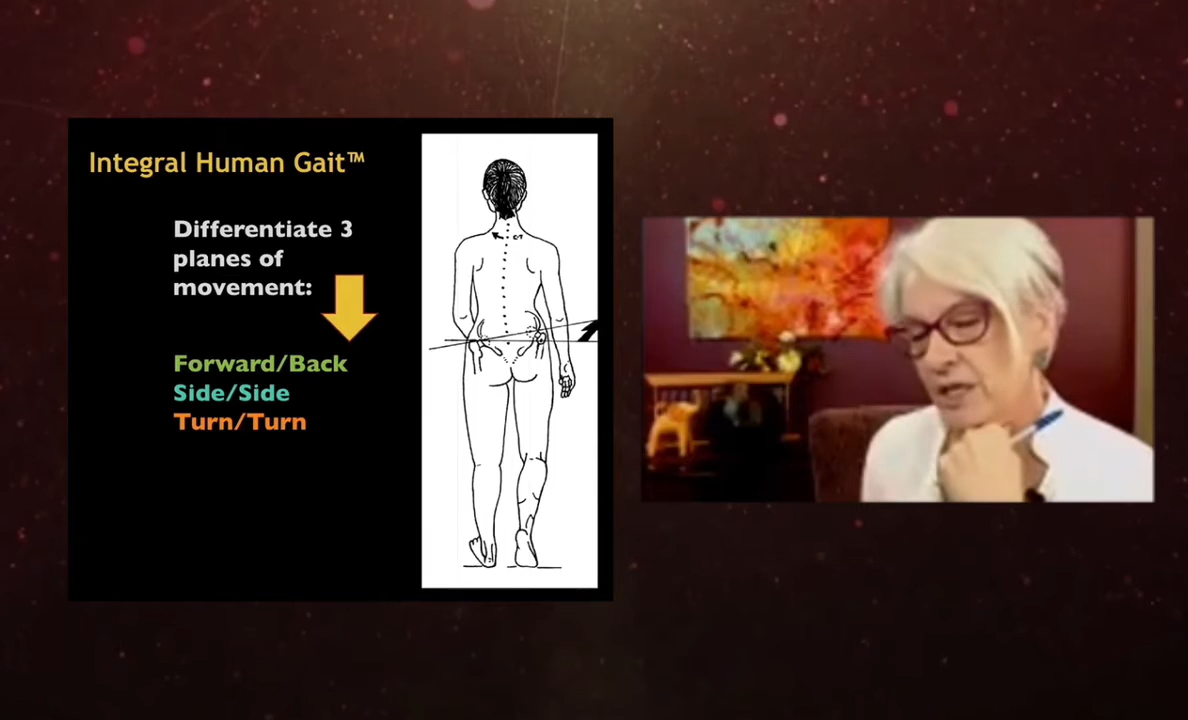 Integral Human Gait™
Differentiate 3
planes of
movement:
Forward/Back
Side/Side
Turn/Turn